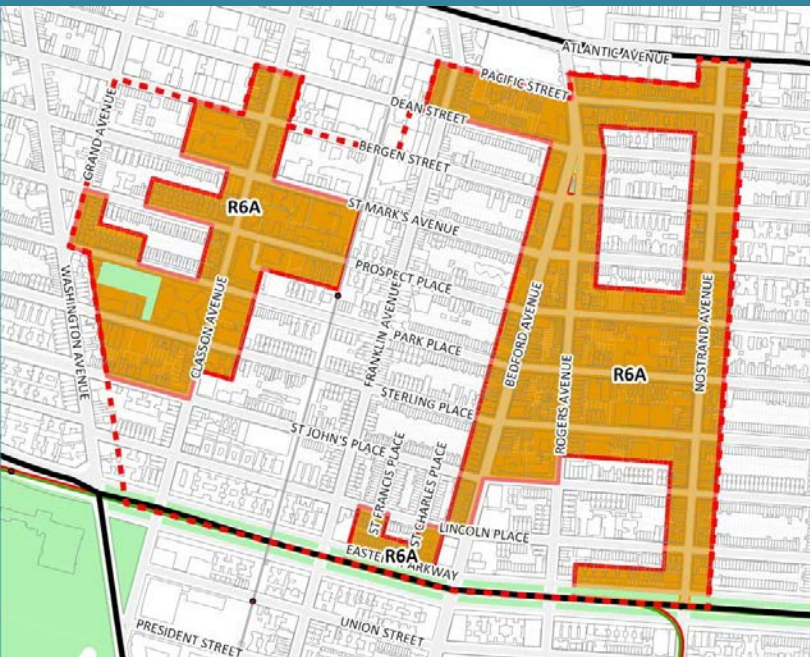 ATLANTIC AVENUE
PACIFIC STREET
DEAN STREET
GRAND AVENUE
BERGEN STREET
R6A
ST MARK'S AVENUE
PROSPECT PLACE
WASHINGTON AVENUE
CLASSON AVENUE
FRANKLIN AVENUE
BEDFORD AVENUE
NOSTRAND AVENUE
PARK PLACE
ROGERS AVENUE
R6A
STERLING PLACE
ST JOHN'S PLACE
ST FRANCIS PLACE
ST CHARLES PLACE
LINCOLN PLACE
R6A
PARKWAY
UNION STREET
PRESIDENT STREET